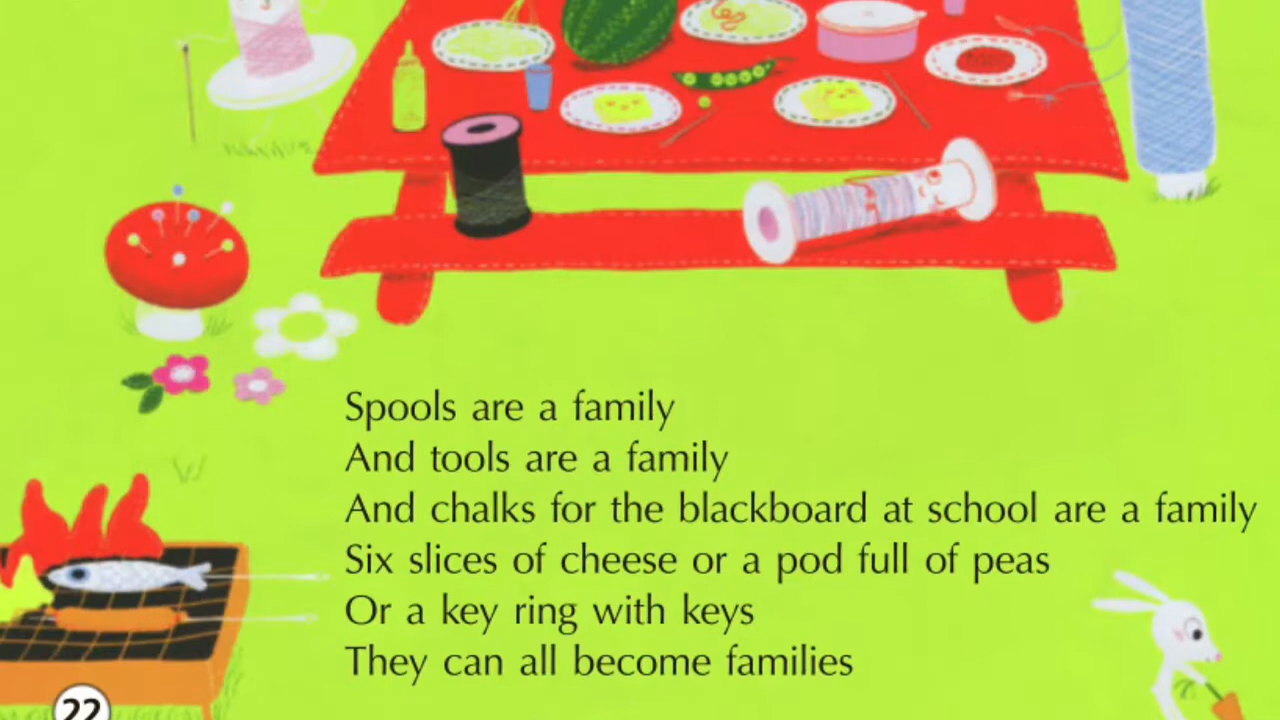 Spools are a family
And tools are a family
And chalks for the blackboard at school are a family
Six slices of cheese or a pod full of peas
Or a key ring with keys
They can all become families
22